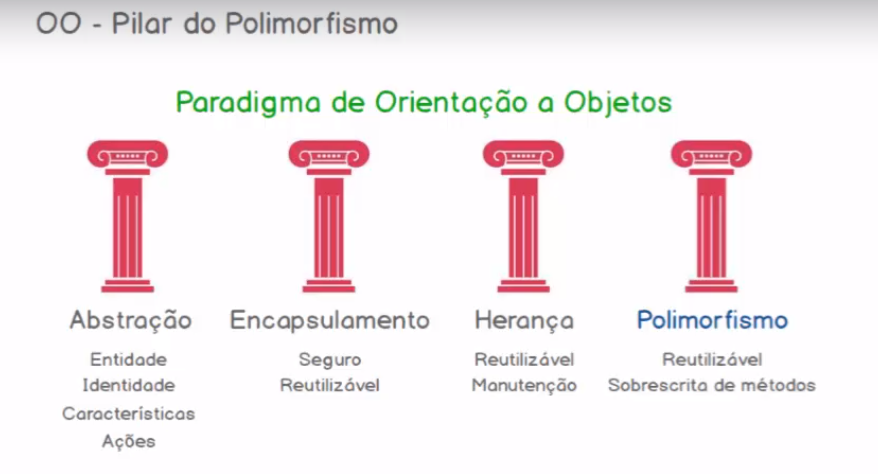 OO - Pilar do Polimorfismo
Paradigma de Orientação a Objetos
Abstração
Entidade
Identidade
Características
Ações
Encapsulamento
Seguro
Reutilizável
Herança
Reutilizável
Manutenção
Polimorfismo
Reutilizável
Sobrescrita de métodos